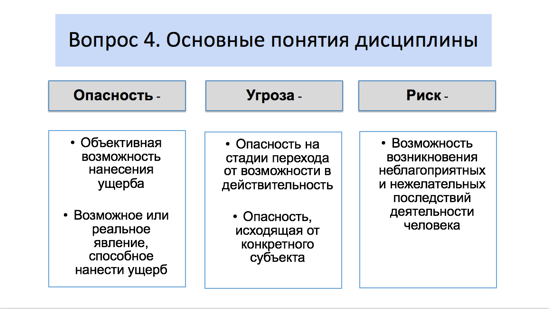 Вопрос 4. Основные понятия дисциплины
Опасность -
• Объективная
возможность
нанесения
ущерба
• Возможное или
реальное
явление,
способное
нанести ущерб
Угроза -
• Опасность на
стадии перехода
от возможности в
действительность
• Опасность,
исходящая от
конкретного
субъекта
Риск -
• Возможность
возникновения
неблагоприятных
и нежелательных
последствий
деятельности
человека